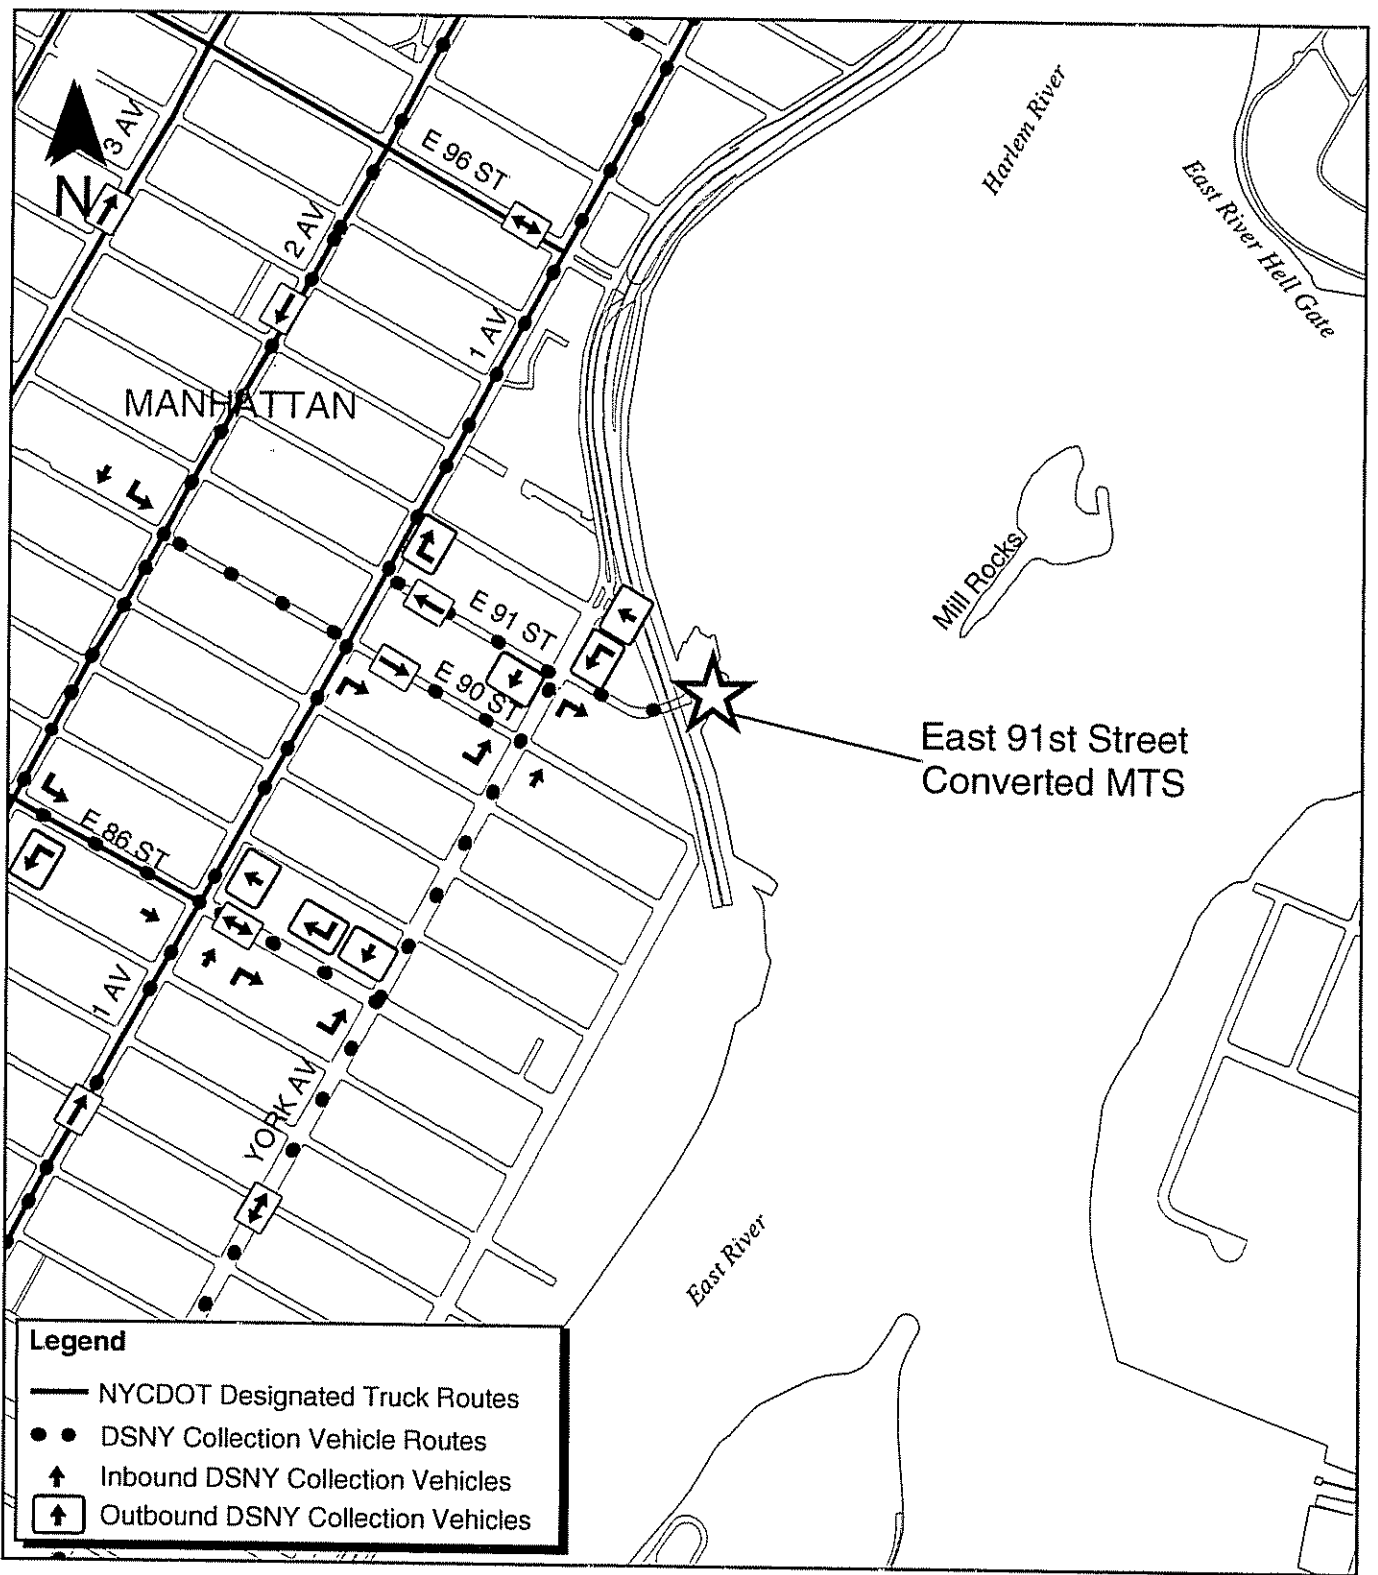 Harlem River
East River Hell Gate
3 AV
N
E 96 ST
2 AV
1 AV
MANHATTAN
Mill Rocks
E 91 ST
E 90 ST
East 91st Street
Converted MTS
E 86 ST
1 AV
YORK AV
East River
Legend
NYCDOT Designated Truck Routes
DSNY Collection Vehicle Routes
Inbound DSNY Collection Vehicles
Outbound DSNY Collection Vehicles